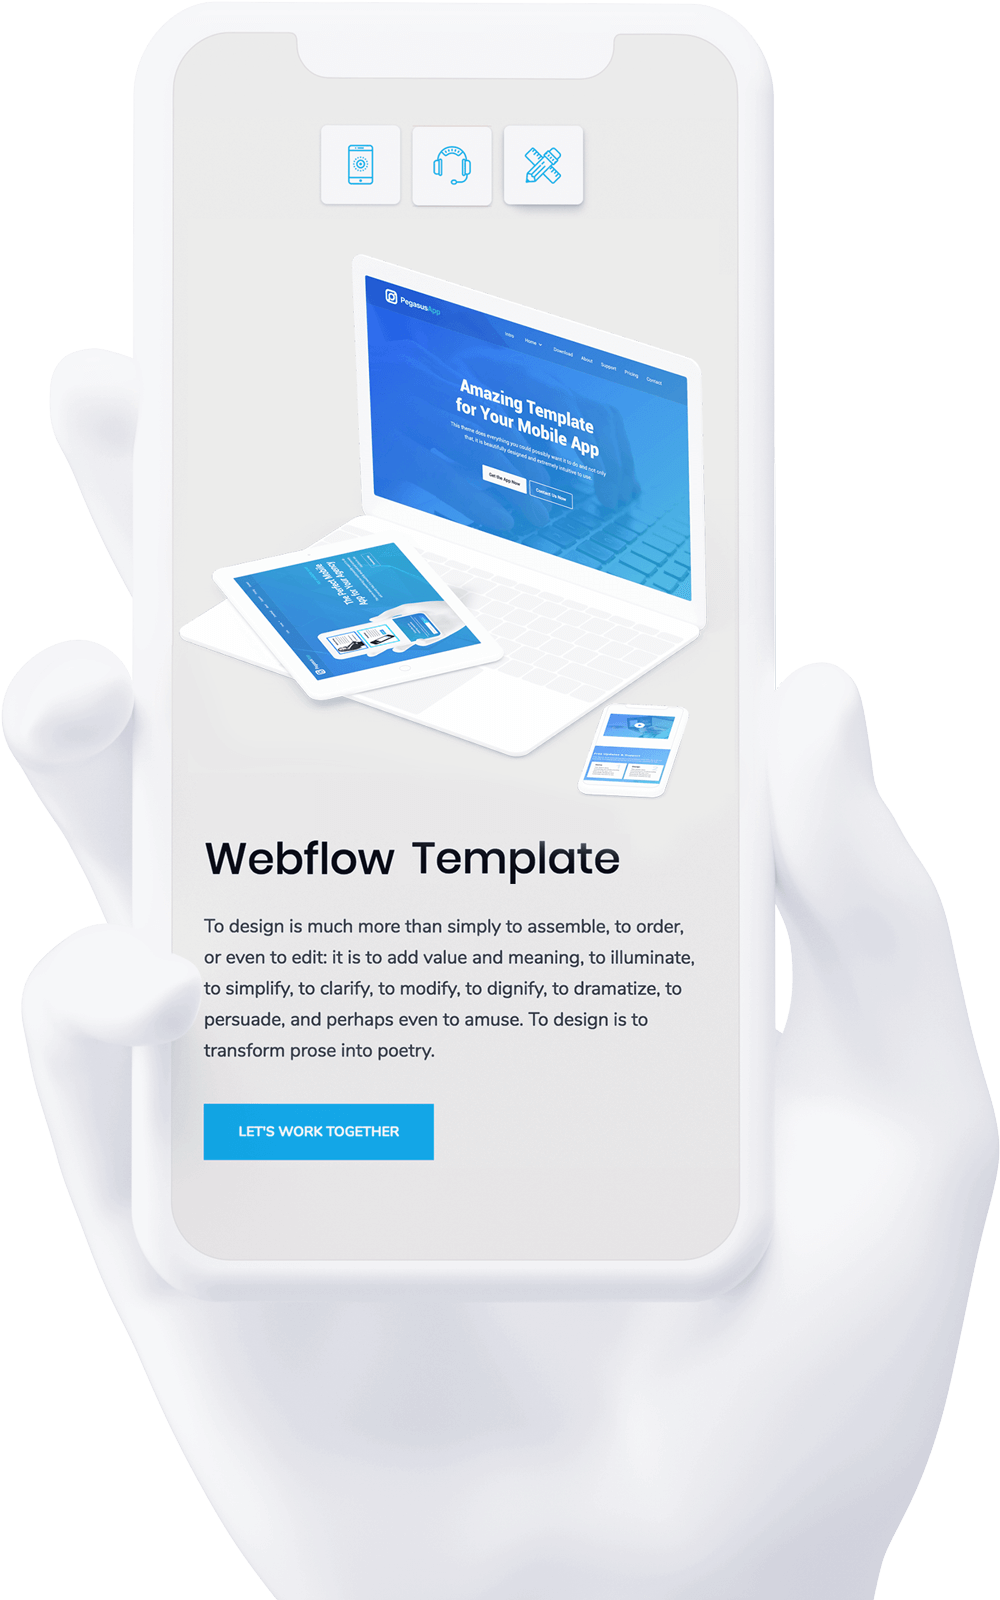 PegasusApp
Intro Home Download About Support Pricing Contact
Amazing Template
for Your Mobile App
This theme does everything you could possibly want it to do and not only
that, it is beautifully designed and extremely intuitive to use.
Get the App Now Contact Us Now
The Perfect Mobile
App for Your Agency
Webflow Template
To design is much more than simply to assemble, to order,
or even to edit: it is to add value and meaning, to illuminate,
to simplify, to clarify, to modify, to dignify, to dramatize, to
persuade, and perhaps even to amuse. To design is to
transform prose into poetry.
LET'S WORK TOGETHER